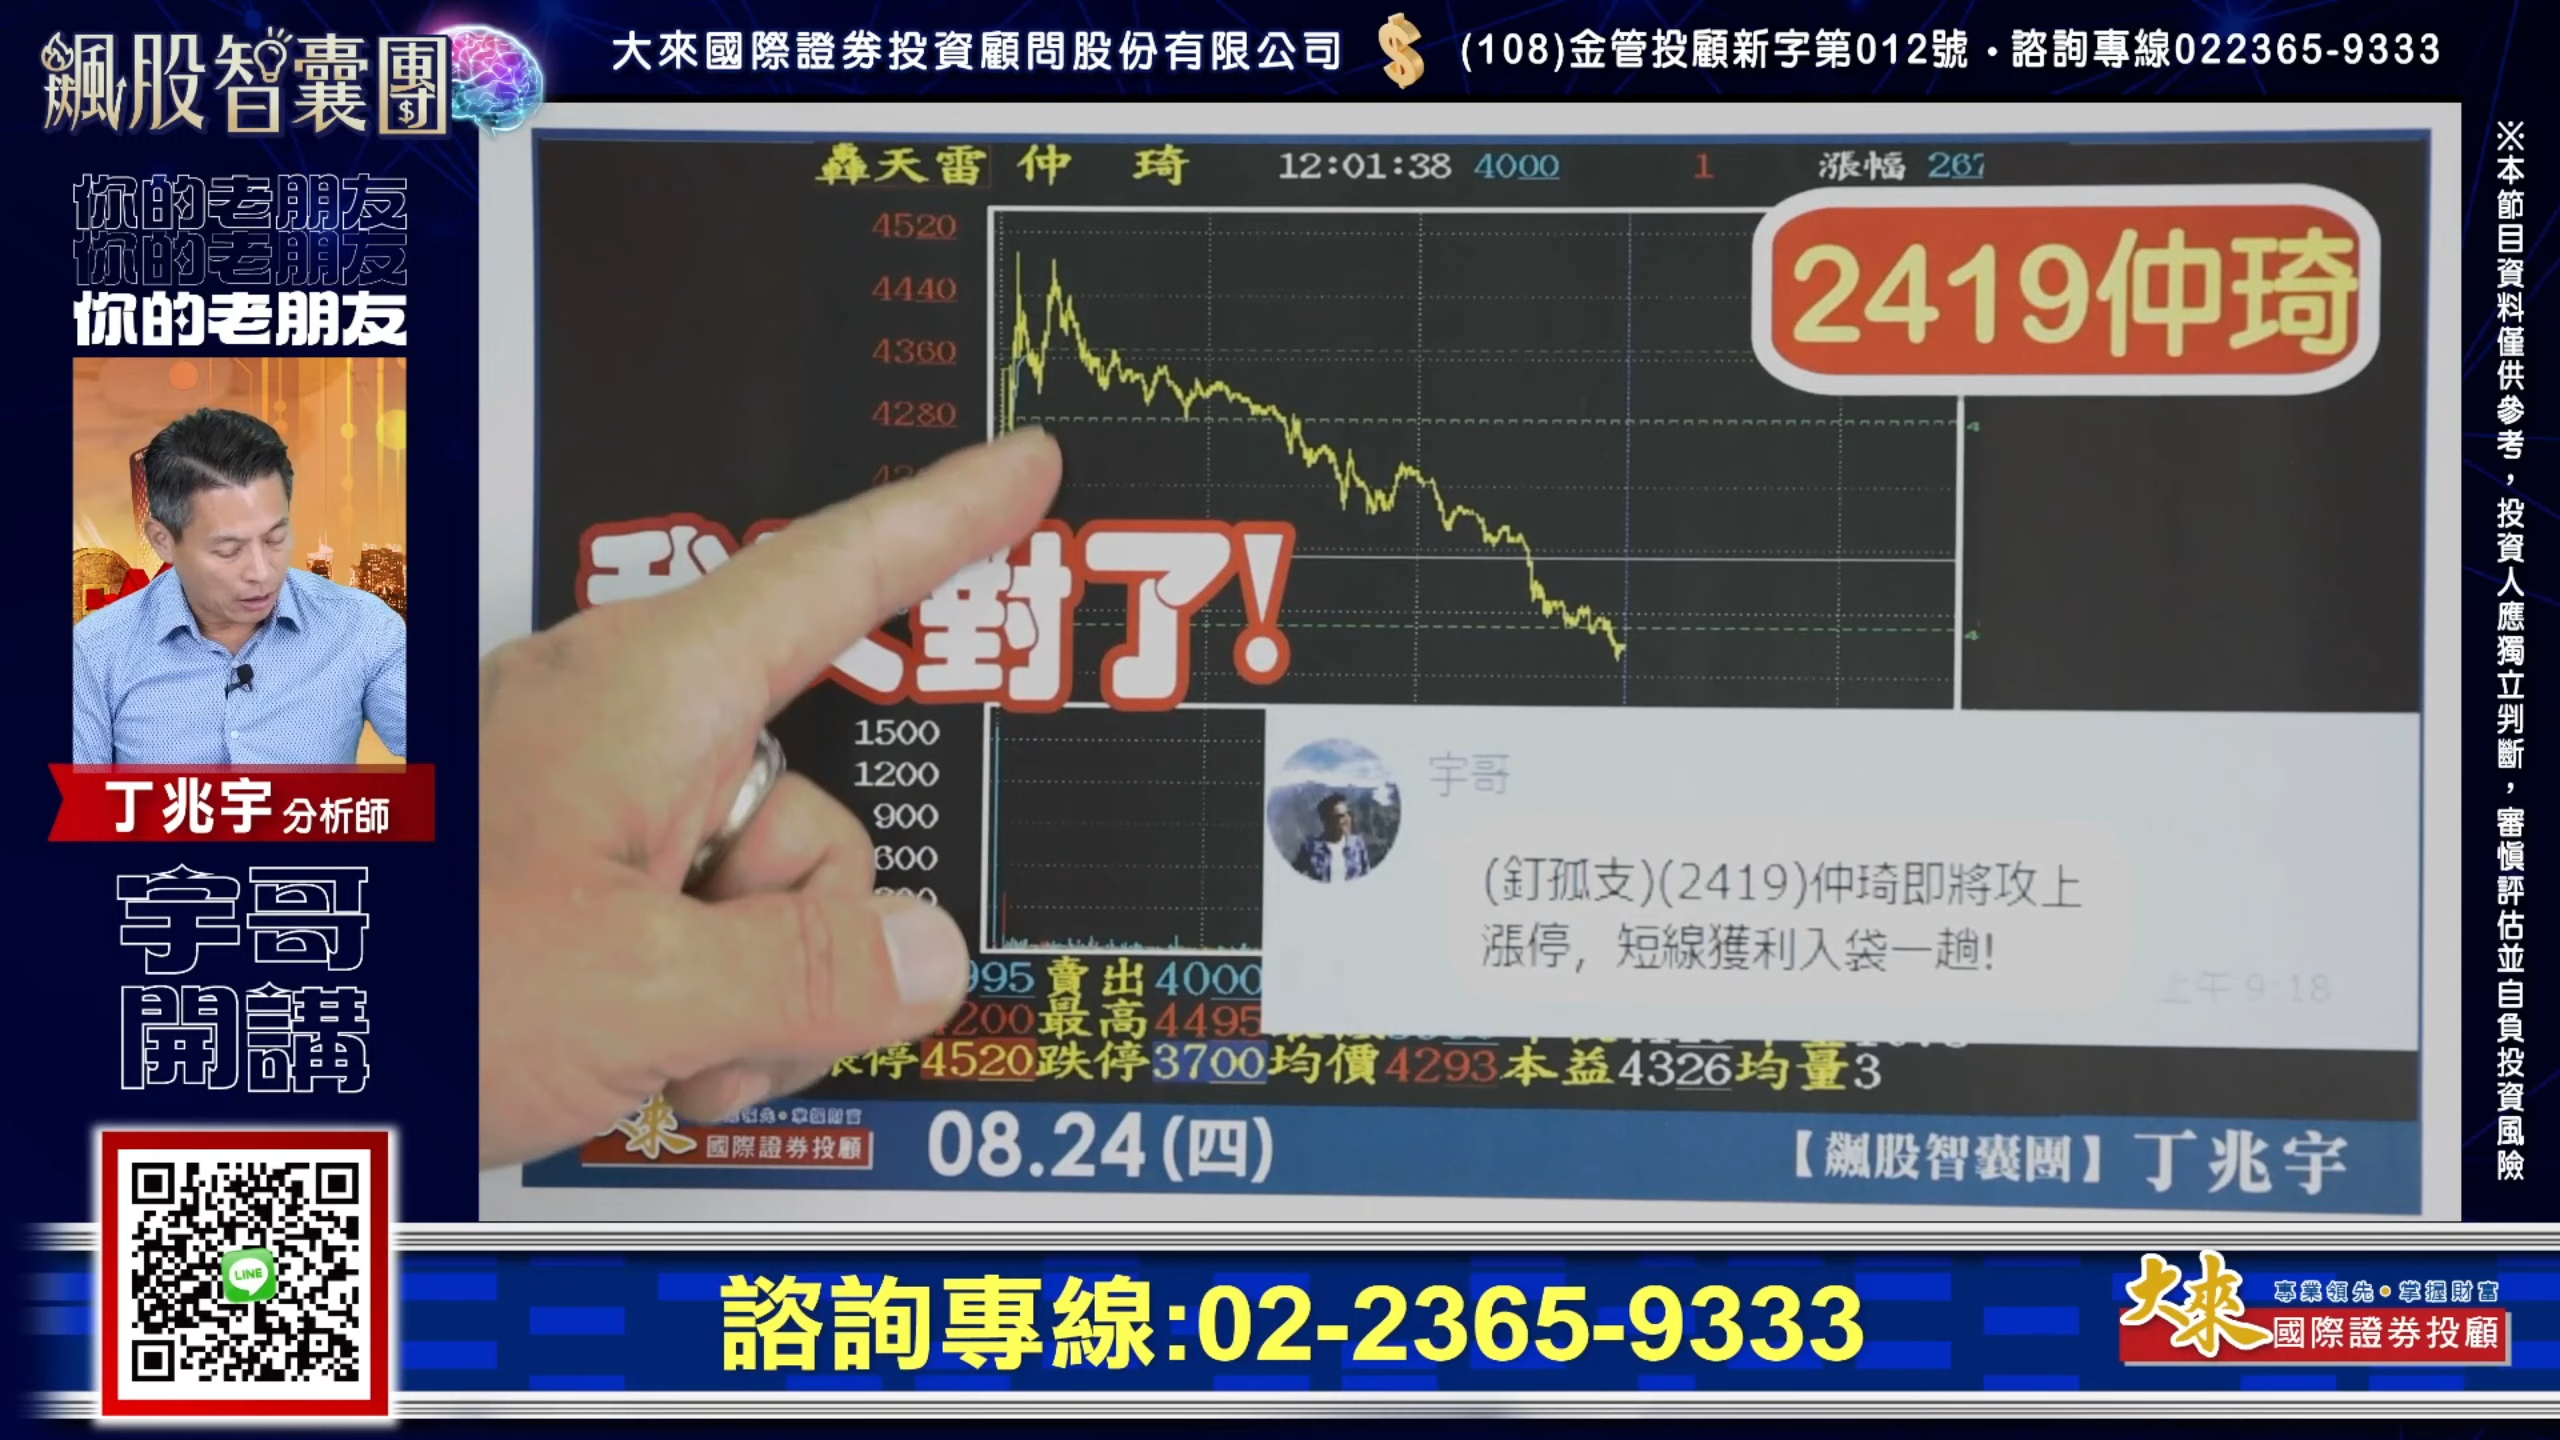 飆股智囊團
大來國際證券投資顧問股份有限公司
(108)金管投顧新字第012號·諮詢專線022365-9333
你的老朋友
你的老朋友
你的老朋友
丁兆宇 分析師
宇哥
開講
LINE
轟天雷 仲 琦 12:01:38 4000 1 漲幅
2419仲琦
4520
4440
4360
4280
對了!
1500
1200
900
600
宇哥
(釘孤支)(2419)仲琦即將攻上
漲停, 短線獲利入袋一趟!
上午 9:18
995 賣出 4000
200 最高 4495
停 4520 跌停 3700 均價 4293 本益 4326 均量 3
大來
國際證券投顧
08.24(四)
【飆股智囊團】丁兆宇
※本節目資料僅供參考，投資人應獨立判斷，審慎評估並自負投資風險
諮詢專線:02-2365-9333
大來
專業領先·掌握財富
國際證券投顧